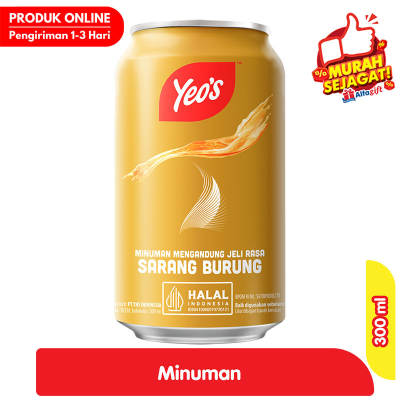 PRODUK ONLINE
Pengiriman 1-3 Hari
MURAH
SEJAGAT!
Alfagift
Yeo's
MINUMAN MENGANDUNG JELI RASA
SARANG BURUNG
HALAL
INDONESIA
300 ml
Minuman